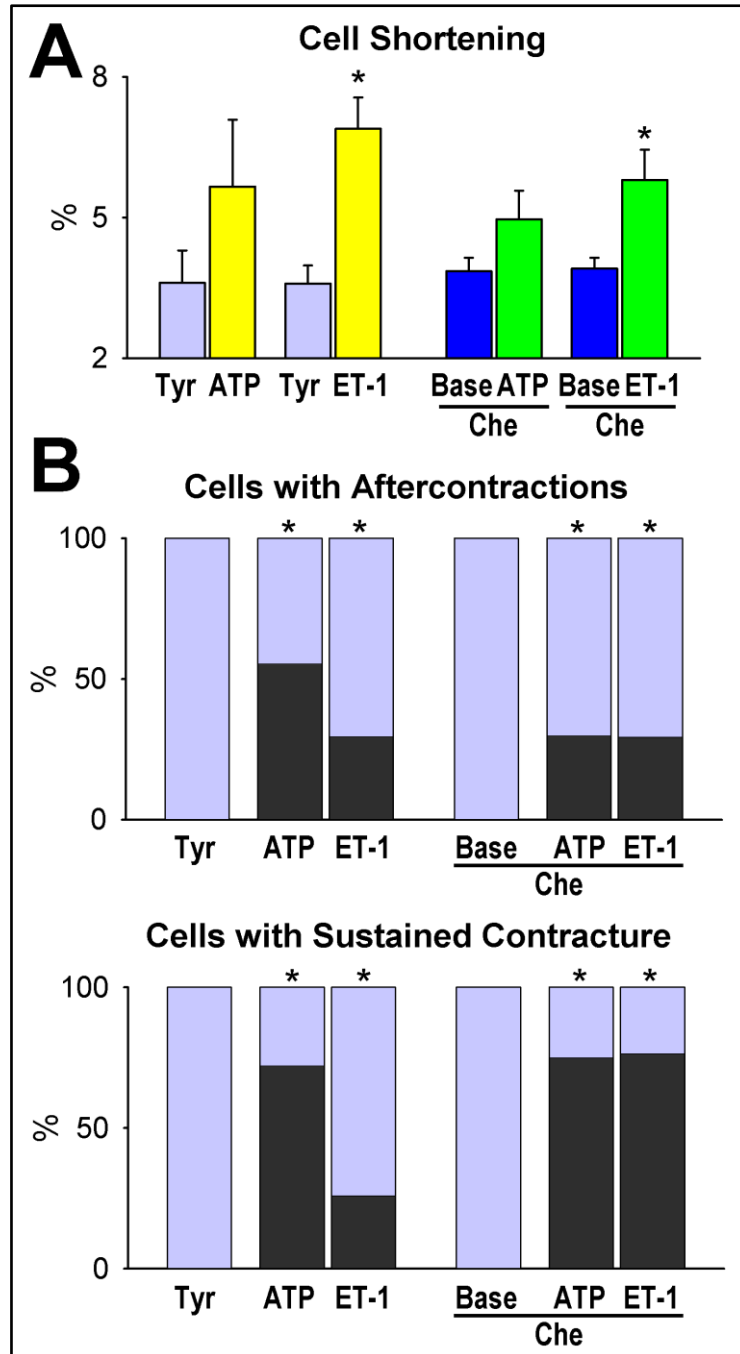 A
Cell Shortening
8
*
*
%
5
2
Tyr ATP Tyr ET-1 Base ATP Base ET-1
Che Che
B
Cells with Aftercontractions
100
* * * *
%
50
0
Tyr ATP ET-1 Base ATP ET-1
Che
Cells with Sustained Contracture
100
* * * *
%
50
0
Tyr ATP ET-1 Base ATP ET-1
Che